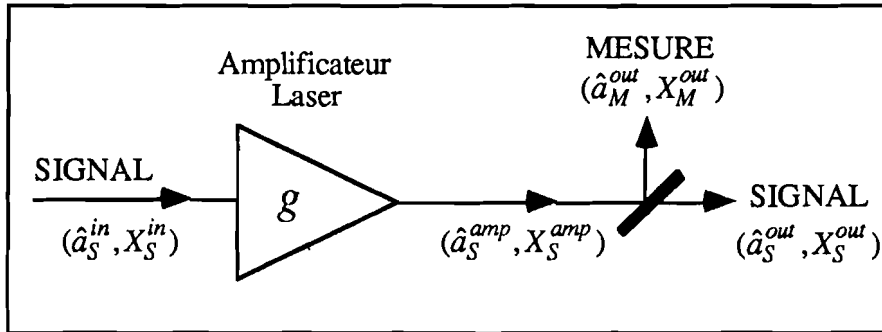 Amplificateur
Laser
MESURE
(â_M^out, X_M^out)
SIGNAL
g
SIGNAL
(â_S^in, X_S^in)
(â_S^amp, X_S^amp)
(â_S^out, X_S^out)